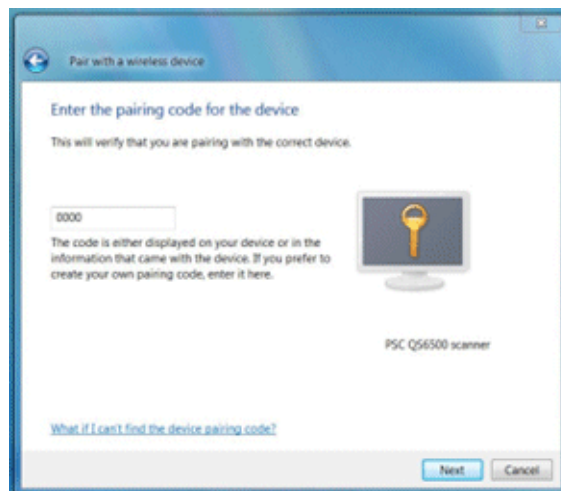 Pair with a wireless device
Enter the pairing code for the device
This will verify that you are pairing with the correct device.
0000
The code is either displayed on your device or in the
information that came with the device. If you prefer to
create your own pairing code, enter it here.
PSC QS6500 scanner
What if I can't find the device pairing code?
Next
Cancel